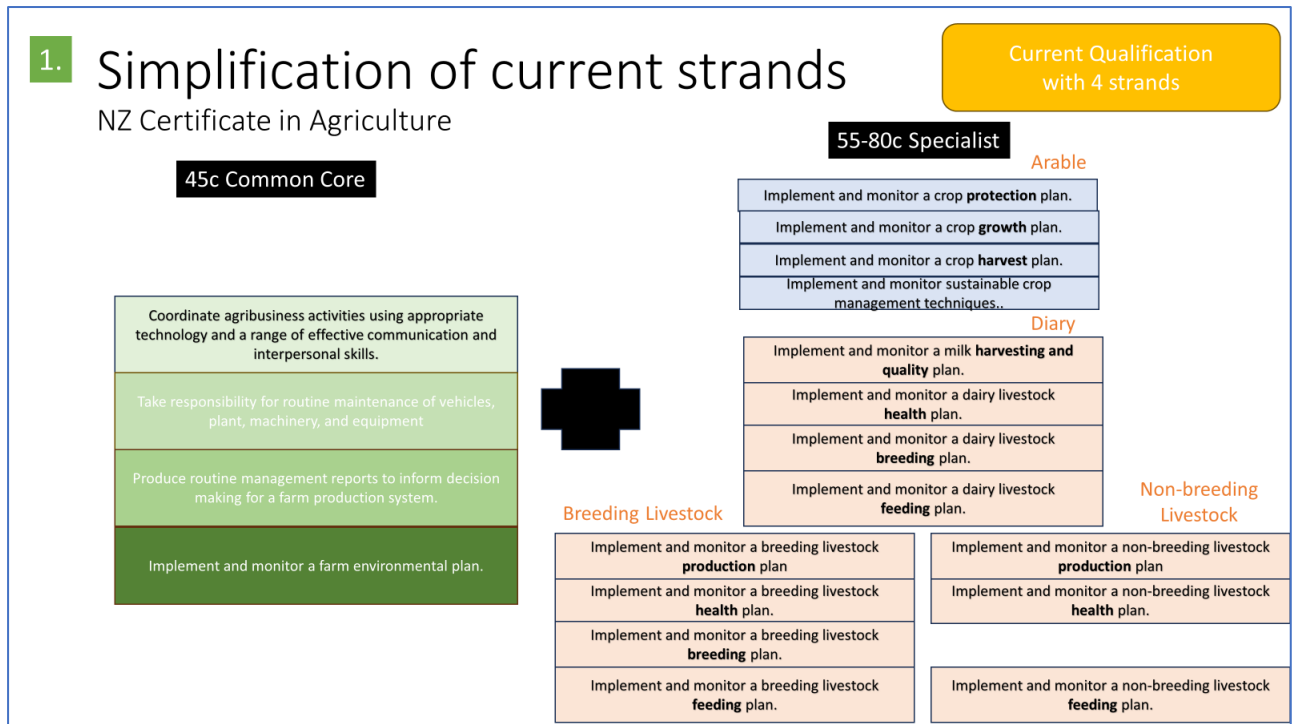 1.
Simplification of current strands
NZ Certificate in Agriculture
Current Qualification
with 4 strands
45c Common Core
Coordinate agribusiness activities using appropriate
technology and a range of effective communication and
interpersonal skills.
Take responsibility for routine maintenance of vehicles,
plant, machinery, and equipment
Produce routine management reports to inform decision
making for a farm production system.
Implement and monitor a farm environmental plan.
55-80c Specialist
Arable
Implement and monitor a crop protection plan.
Implement and monitor a crop growth plan.
Implement and monitor a crop harvest plan.
Implement and monitor sustainable crop
management techniques..
Diary
Implement and monitor a milk harvesting and
quality plan.
Implement and monitor a dairy livestock
health plan.
Implement and monitor a dairy livestock
breeding plan.
Implement and monitor a dairy livestock
feeding plan.
Breeding Livestock
Implement and monitor a breeding livestock
production plan
Implement and monitor a breeding livestock
health plan.
Implement and monitor a breeding livestock
breeding plan.
Implement and monitor a breeding livestock
feeding plan.
Non-breeding
Livestock
Implement and monitor a non-breeding livestock
production plan
Implement and monitor a non-breeding livestock
health plan.
Implement and monitor a non-breeding livestock
feeding plan.